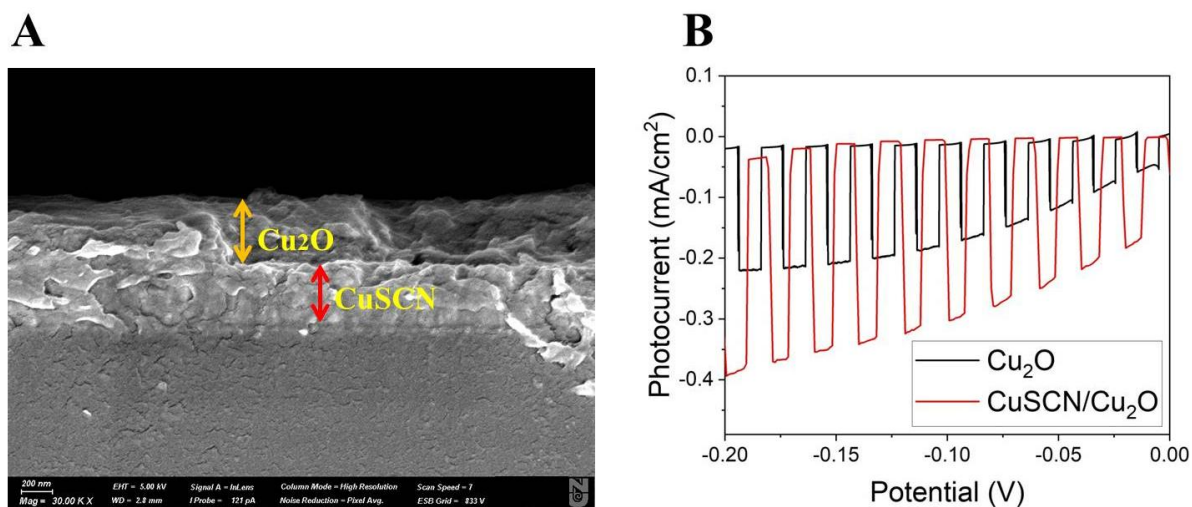 A
Cu₂O
CuSCN
200 nm
Mag = 30.00 K X
EHT = 5.00 kV
WD = 2.8 mm
Signal A = InLens
I Probe = 121 pA
Column Mode = High Resolution
Noise Reduction = Pixel Avg.
Scan Speed = 7
ESB Grid = 833 V
B
Photocurrent (mA/cm²)
0.1
0.0
-0.1
-0.2
-0.3
-0.4
Cu₂O
CuSCN/Cu₂O
-0.20 -0.15 -0.10 -0.05 0.00
Potential (V)